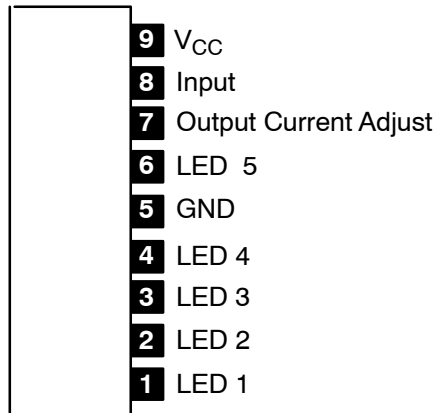 9 VCC
8 Input
7 Output Current Adjust
6 LED 5
5 GND
4 LED 4
3 LED 3
2 LED 2
1 LED 1